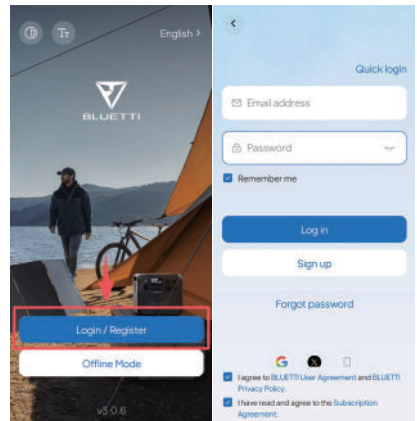 Tт
English >
BLUETTI
Login / Register
Offline Mode
v3.0.6
Quick login
Email address
Password
Remember me
Log in
Sign up
Forgot password
G
X
I agree to BLUETTI User Agreement and BLUETTI
Privacy Policy.
I have read and agree to the Subscription
Agreement.